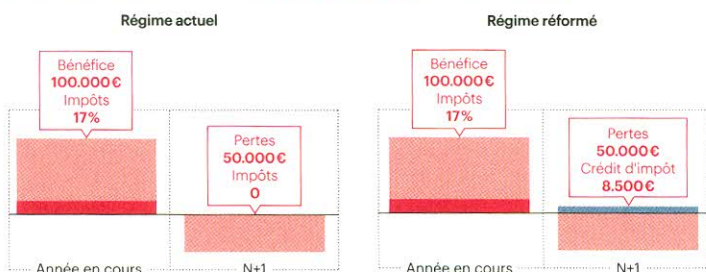 Régime actuel
Bénéfice
100.000€
Impôts
17%
Pertes
50.000€
Impôts
0
Année en cours
N+1
Régime réformé
Bénéfice
100.000€
Impôts
17%
Pertes
50.000€
Crédit d'impôt
8.500€
Année en cours
N+1